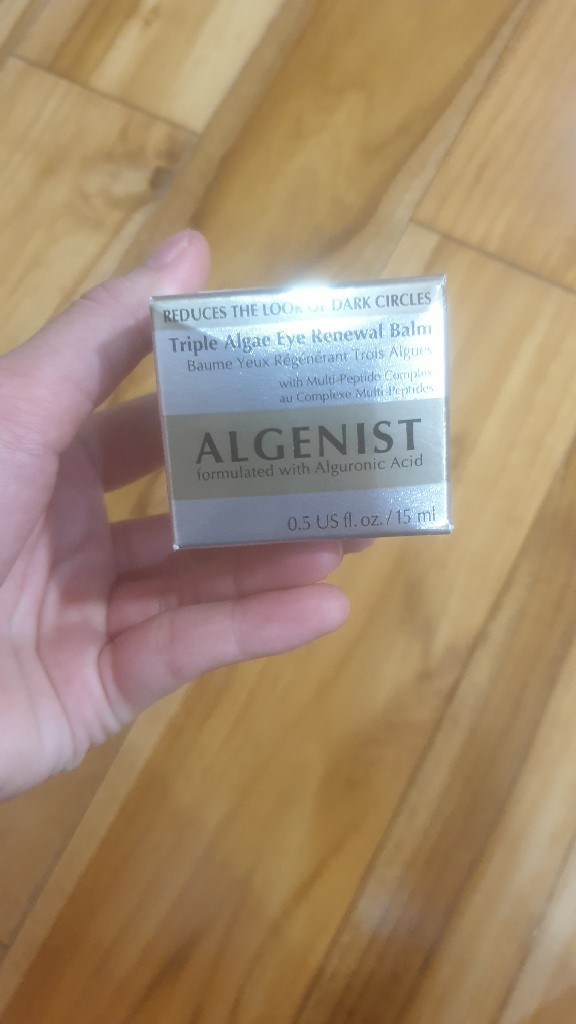 REDUCES THE LOOK OF DARK CIRCLES
Triple Algae Eye Renewal Balm
Baume Yeux Régénérant Trois Algues
with Multi-Peptide Complex
au Complexe Multi-Peptides
ALGENIST
formulated with Alguronic Acid
0.5 US fl. oz. / 15 ml